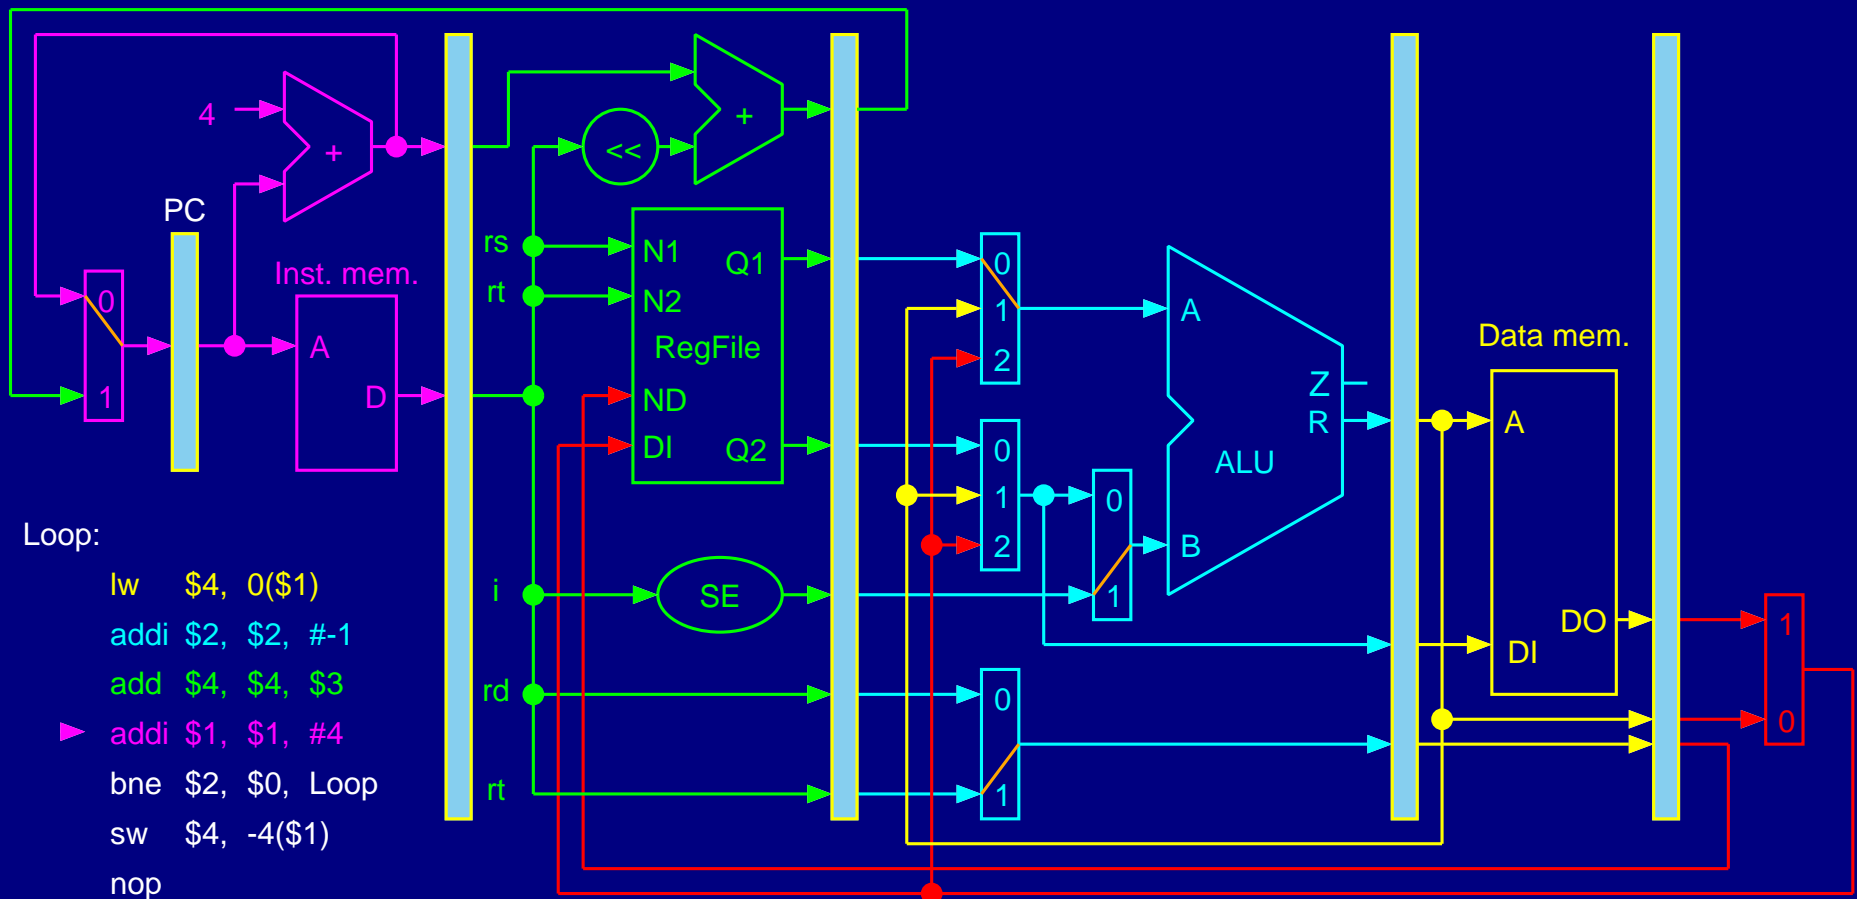 4
+
+
<<
PC
Inst. mem.
0
1
A
D
rs
rt
N1
N2
RegFile
ND
DI
Q1
Q2
i
SE
rd
rt
0
1
2
0
1
2
0
1
0
1
A
B
Z
R
ALU
Data mem.
A
DI
DO
1
0
Loop:
lw $4, 0($1)
addi $2, $2, #-1
add $4, $4, $3
addi $1, $1, #4
bne $2, $0, Loop
sw $4, -4($1)
nop